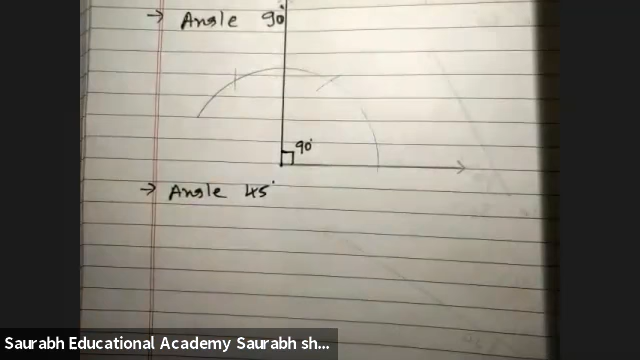 → Angle 90°
90°
→ Angle 45°
Saurabh Educational Academy Saurabh sh...